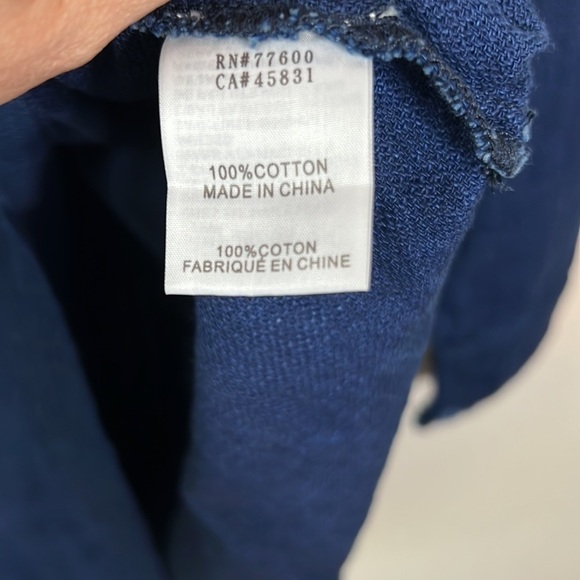 RN#77600
CA#45831
100%COTTON
MADE IN CHINA
100%COTON
FABRIQUÉ EN CHINE